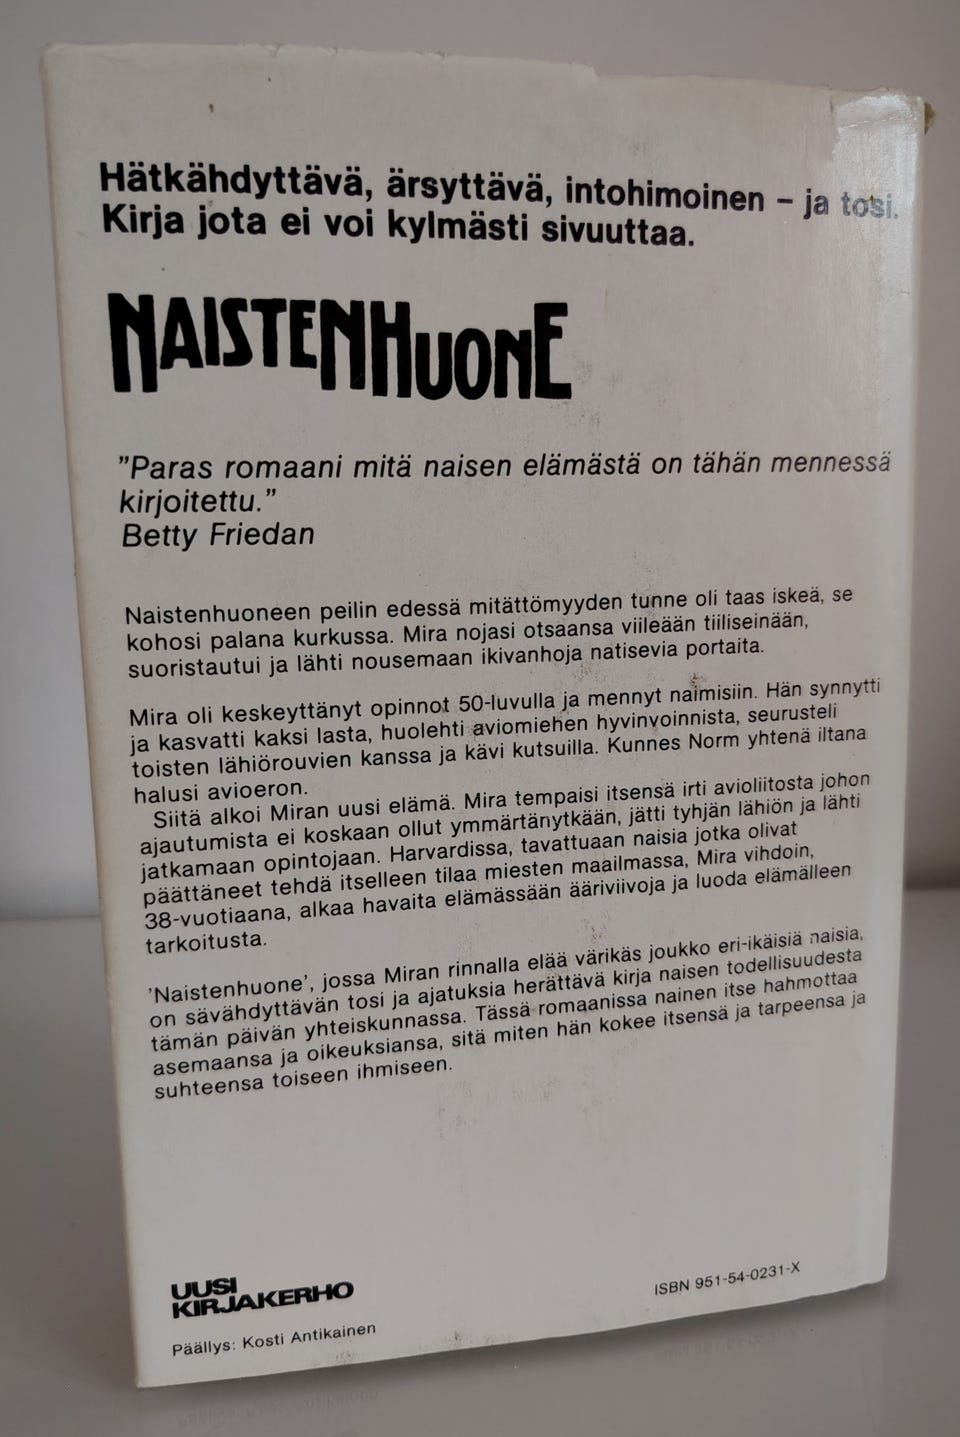 Hätkähdyttävä, ärsyttävä, intohimoinen – ja tosi.
Kirja jota ei voi kylmästi sivuuttaa.
NAISTENHUONE
"Paras romaani mitä naisen elämästä on tähän mennessä
kirjoitettu."
Betty Friedan
Naistenhuoneen peilin edessä mitättömyyden tunne oli taas iskeä, se
kohosi palana kurkussa. Mira nojasi otsaansa viileään tiiliseinään,
suoristautui ja lähti nousemaan ikivanhoja natisevia portaita.
Mira oli keskeyttänyt opinnot 50-luvulla ja mennyt naimisiin. Hän synnytti
ja kasvatti kaksi lasta, huolehti aviomiehen hyvinvoinnista, seurusteli
toisten lähiörouvien kanssa ja kävi kutsuilla. Kunnes Norm yhtenä iltana
halusi avioeron.
Siitä alkoi Miran uusi elämä. Mira tempaisi itsensä irti avioliitosta johon
ajautumista ei koskaan ollut ymmärtänytkään, jätti tyhjän lähiön ja lähti
jatkamaan opintojaan. Harvardissa, tavattuaan naisia jotka olivat
päättäneet tehdä itselleen tilaa miesten maailmassa, Mira vihdoin,
38-vuotiaana, alkaa havaita elämässään ääriviivoja ja luoda elämälleen
tarkoitusta.
'Naistenhuone', jossa Miran rinnalla elää värikäs joukko eri-ikäisiä naisia,
on sävähdyttävän tosi ja ajatuksia herättävä kirja naisen todellisuudesta
tämän päivän yhteiskunnassa. Tässä romaanissa nainen itse hahmottaa
asemaansa ja oikeuksiansa, sitä miten hän kokee itsensä ja tarpeensa ja
suhteensa toiseen ihmiseen.
UUSI
KIRJAKERHO
ISBN 951-54-0231-X
Päällys: Kosti Antikainen